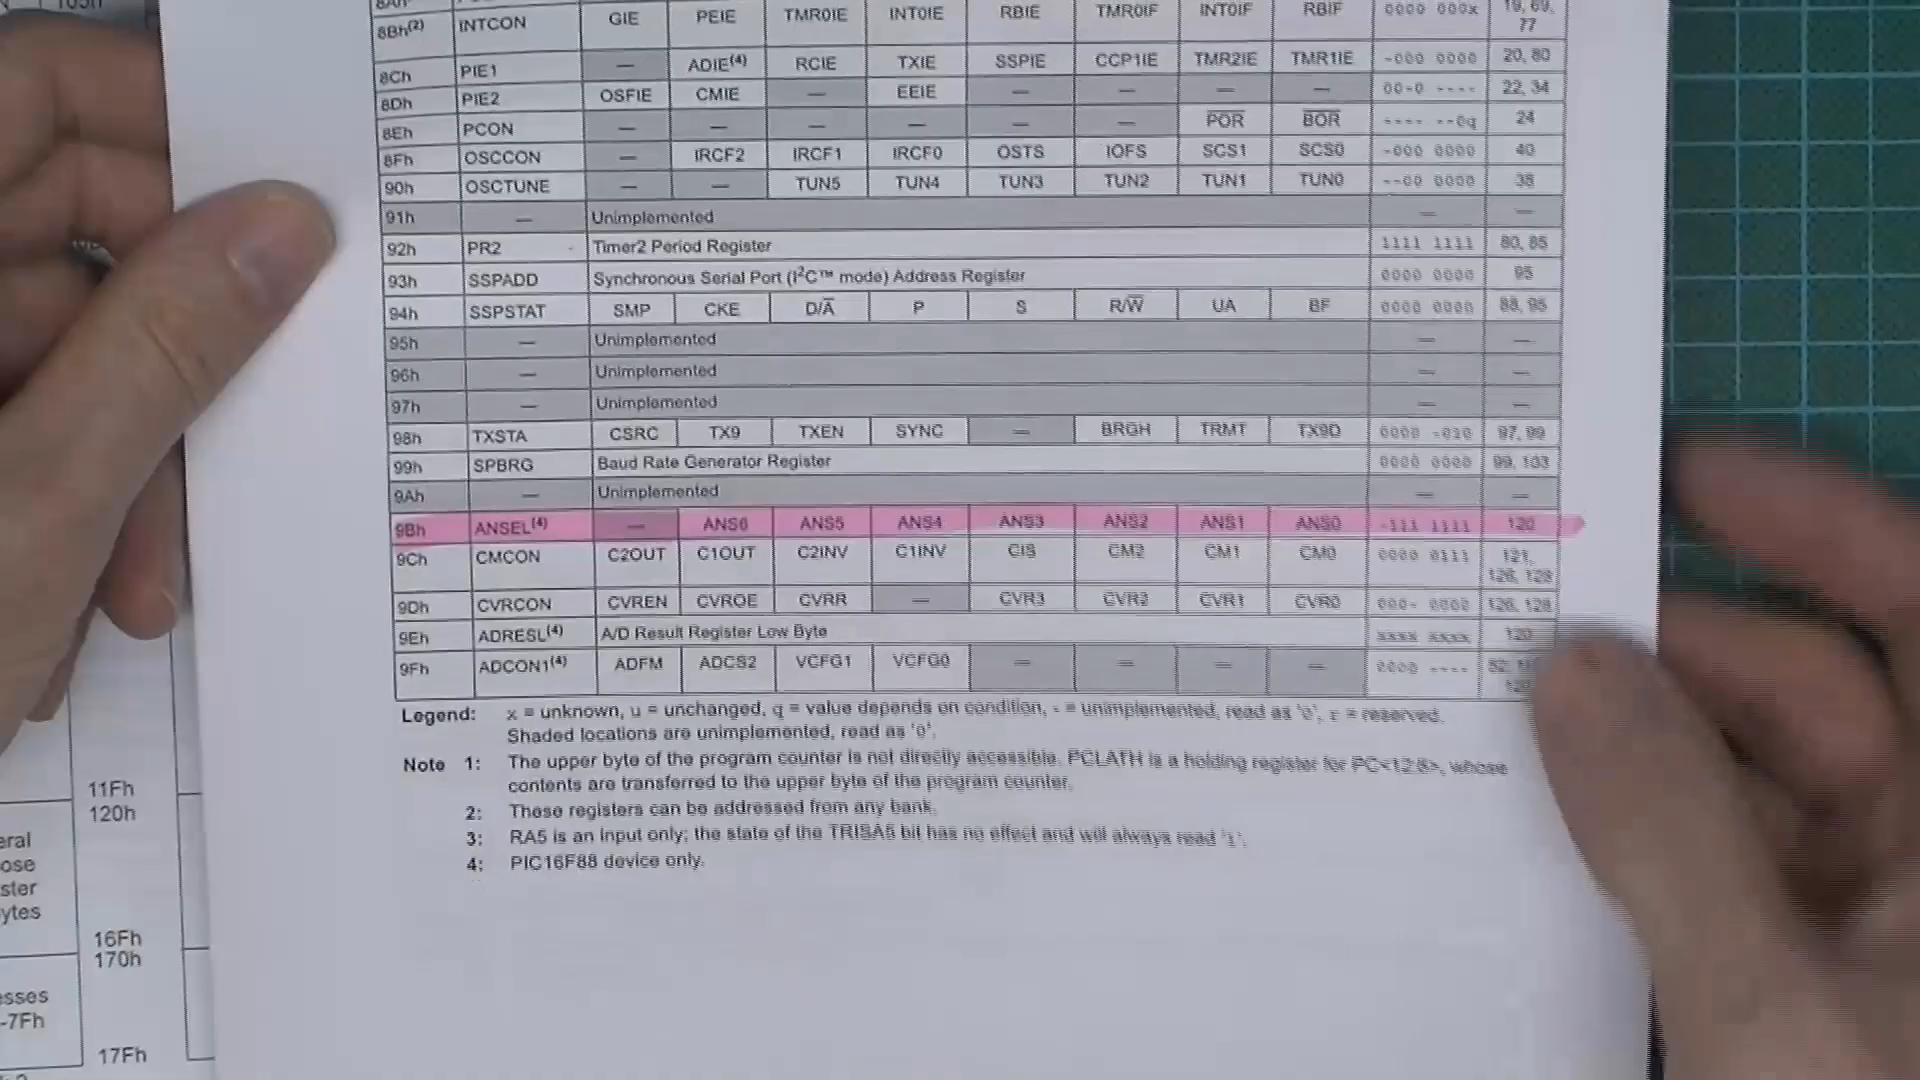 8Bh(2) INTCON GIE PEIE TMR0IE INT0IE RBIE TMR0IF INT0IF RBIF 0000 000x 19, 69,
77
8Ch PIE1 — ADIE(4) RCIE TXIE SSPIE CCP1IE TMR2IE TMR1IE -000 0000 20, 80
8Dh PIE2 OSFIE CMIE — EEIE — — — — 00-0 ---- 22, 34
8Eh PCON — — — — — — POR BOR ---- --0q 24
8Fh OSCCON — IRCF2 IRCF1 IRCF0 OSTS IOFS SCS1 SCS0 -000 0000 40
90h OSCTUNE — — TUN5 TUN4 TUN3 TUN2 TUN1 TUN0 --00 0000 38
91h — Unimplemented — —
92h PR2 Timer2 Period Register 1111 1111 80, 85
93h SSPADD Synchronous Serial Port (I2C™ mode) Address Register 0000 0000 95
94h SSPSTAT SMP CKE D/A P S R/W UA BF 0000 0000 88, 95
95h — Unimplemented — —
96h — Unimplemented — —
97h — Unimplemented — —
98h TXSTA CSRC TX9 TXEN SYNC — BRGH TRMT TX9D 0000 -010 97, 99
99h SPBRG Baud Rate Generator Register 0000 0000 99, 103
9Ah — Unimplemented — —
9Bh ANSEL(4) — ANS6 ANS5 ANS4 ANS3 ANS2 ANS1 ANS0 -111 1111 120
9Ch CMCON C2OUT C1OUT C2INV C1INV CIS CM2 CM1 CM0 0000 0111 121,
126, 128
9Dh CVRCON CVREN CVROE CVRR — CVR3 CVR2 CVR1 CVR0 000- 0000 126, 128
9Eh ADRESL(4) A/D Result Register Low Byte xxxx xxxx 120
9Fh ADCON1(4) ADFM ADCS2 VCFG1 VCFG0 — — — — 0000 ---- 52,
Legend: x = unknown, u = unchanged, q = value depends on condition, - = unimplemented, read as '0', r = reserved.
Shaded locations are unimplemented, read as '0'.
Note 1: The upper byte of the program counter is not directly accessible. PCLATH is a holding register for PC<12:8>, whose
contents are transferred to the upper byte of the program counter.
2: These registers can be addressed from any bank.
3: RA5 is an input only; the state of the TRISA5 bit has no effect and will always read '1'.
4: PIC16F88 device only.
11Fh
120h
16Fh
170h
-7Fh
17Fh